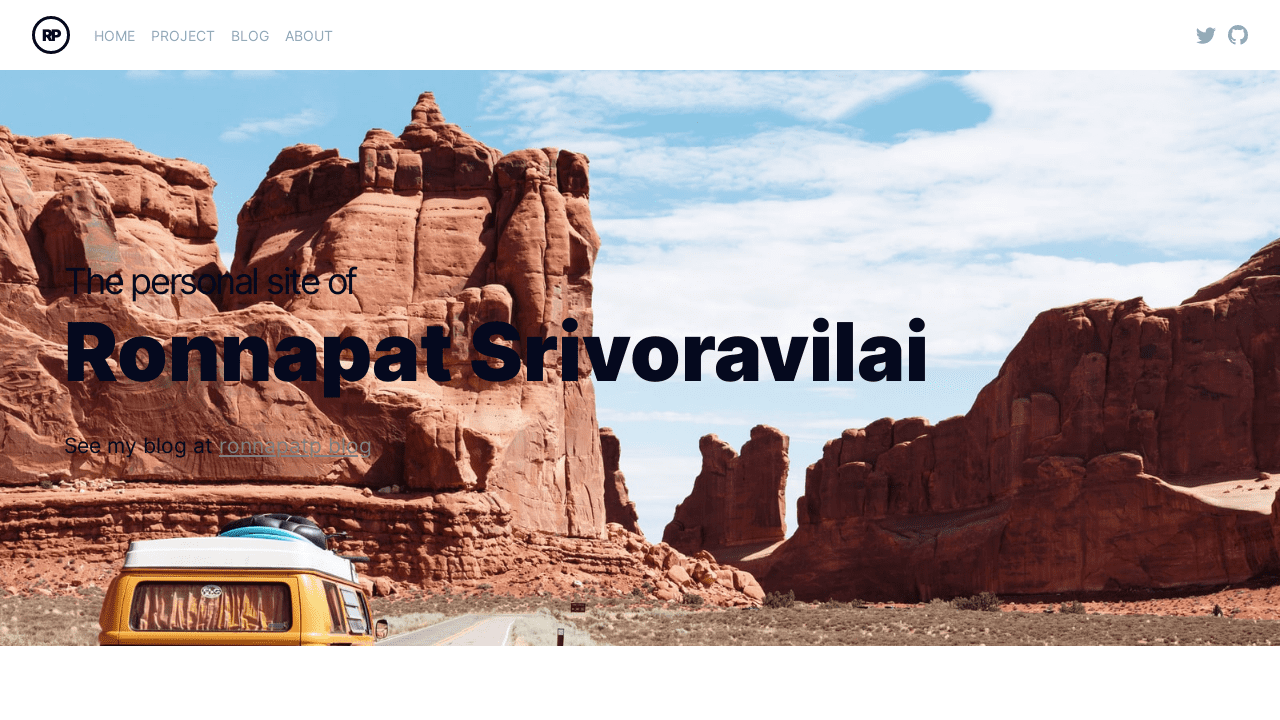 RP
HOME
PROJECT
BLOG
ABOUT
The personal site of
Ronnapat Srivoravilai
See my blog at ronnapatp blog